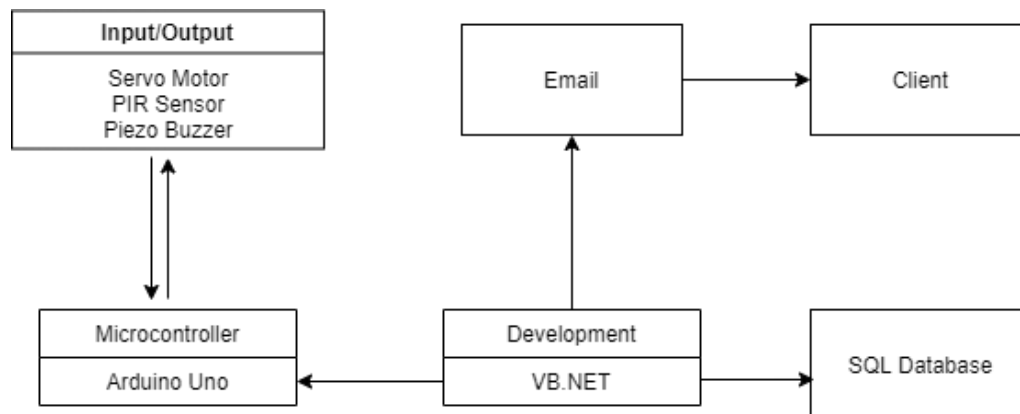 Input/Output
Servo Motor
PIR Sensor
Piezo Buzzer
Email
Client
Microcontroller
Arduino Uno
Development
VB.NET
SQL Database